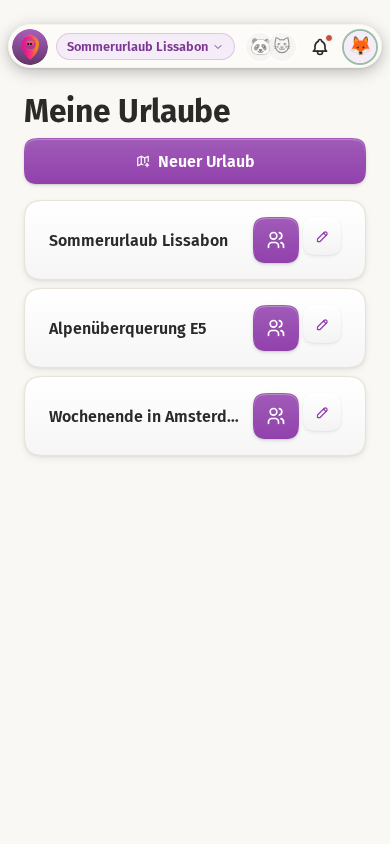 Sommerurlaub Lissabon
Meine Urlaube
Neuer Urlaub
Sommerurlaub Lissabon
Alpenüberquerung E5
Wochenende in Amsterd...